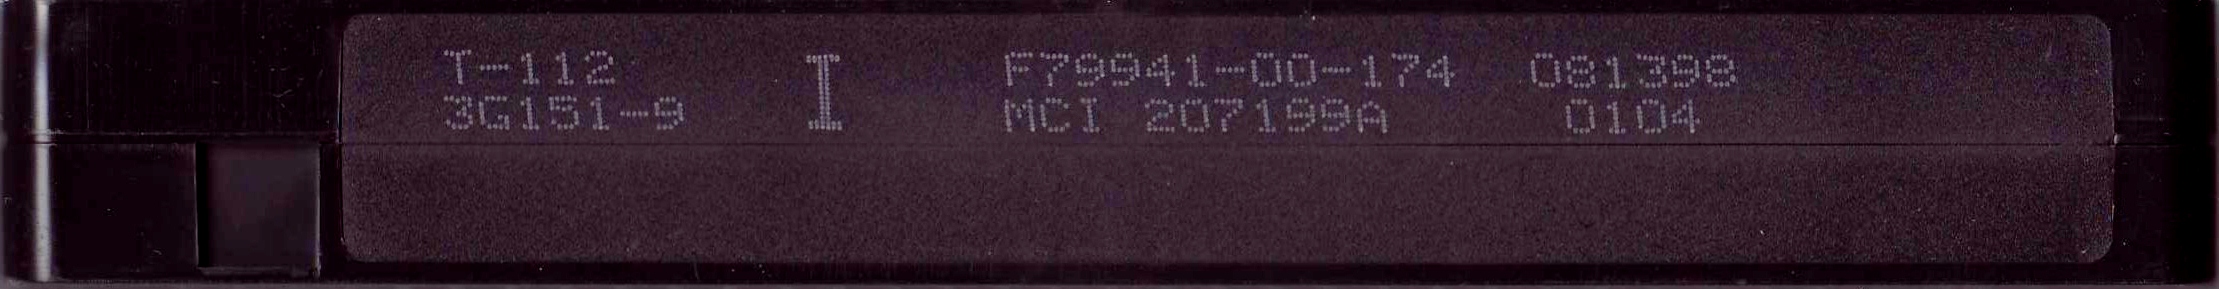 T-112 I F79941-00-174 081398
3G151-9 MCI 207199A 0104